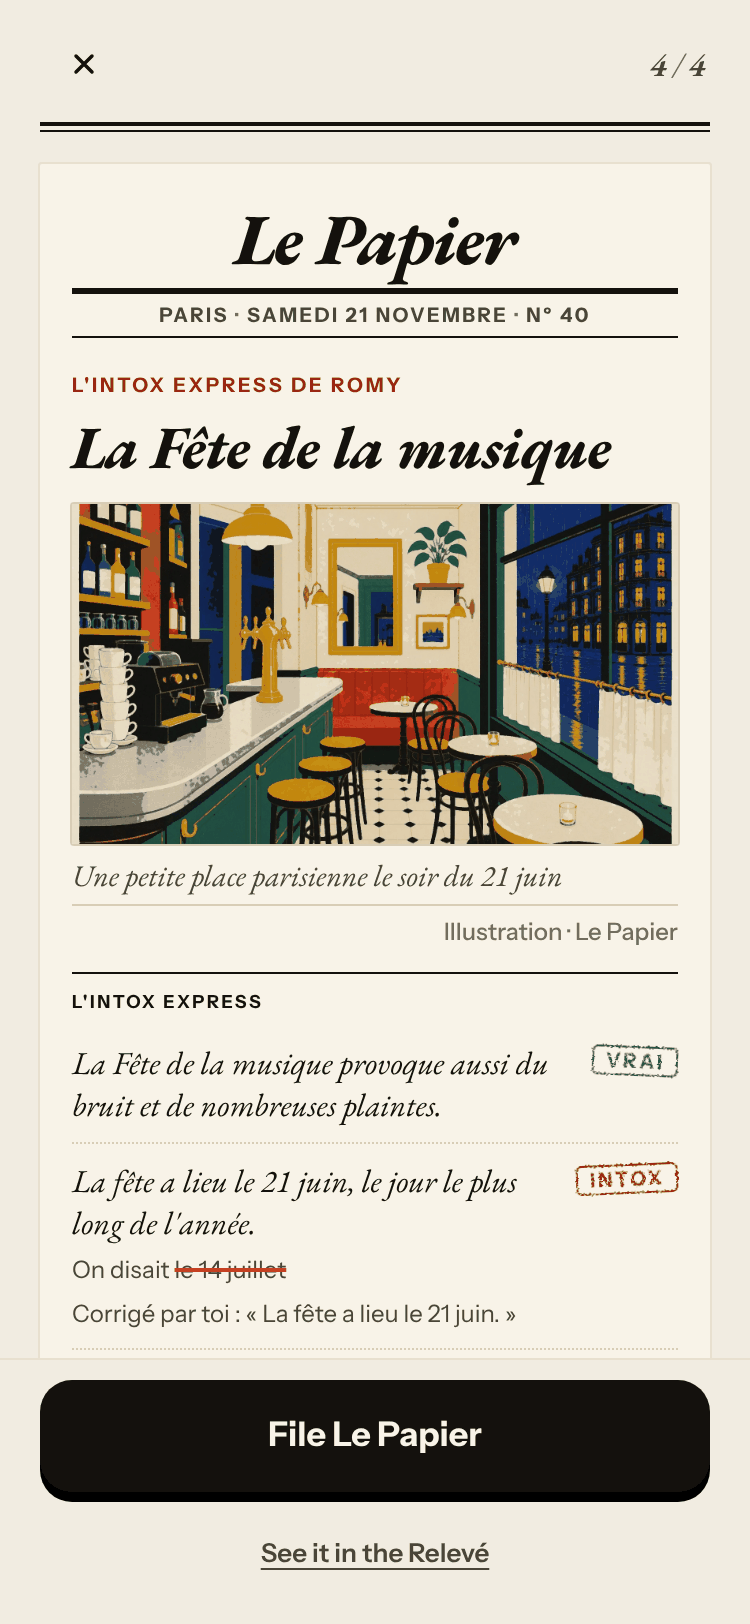 4/4
Le Papier
PARIS · SAMEDI 21 NOVEMBRE · N° 40
L'INTOX EXPRESS DE ROMY
La Fête de la musique
Une petite place parisienne le soir du 21 juin
Illustration · Le Papier
L'INTOX EXPRESS
La Fête de la musique provoque aussi du
VRAI
bruit et de nombreuses plaintes.
La fête a lieu le 21 juin, le jour le plus
INTOX
long de l'année.
On disait le 14 juillet
Corrigé par toi : « La fête a lieu le 21 juin. »
File Le Papier
See it in the Relevé